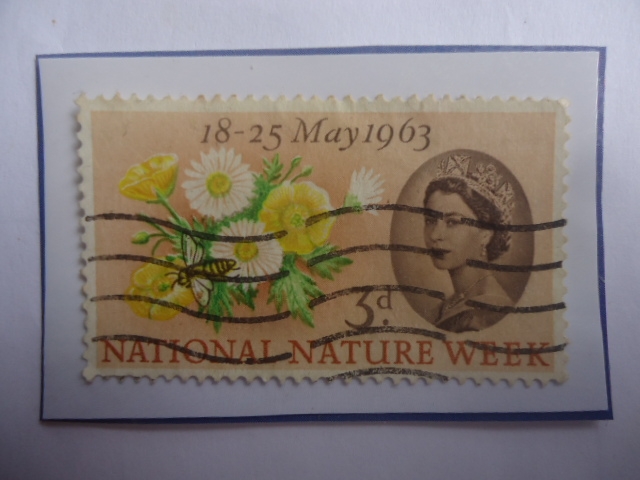 18-25 May 1963
3d.
NATIONAL NATURE WEEK